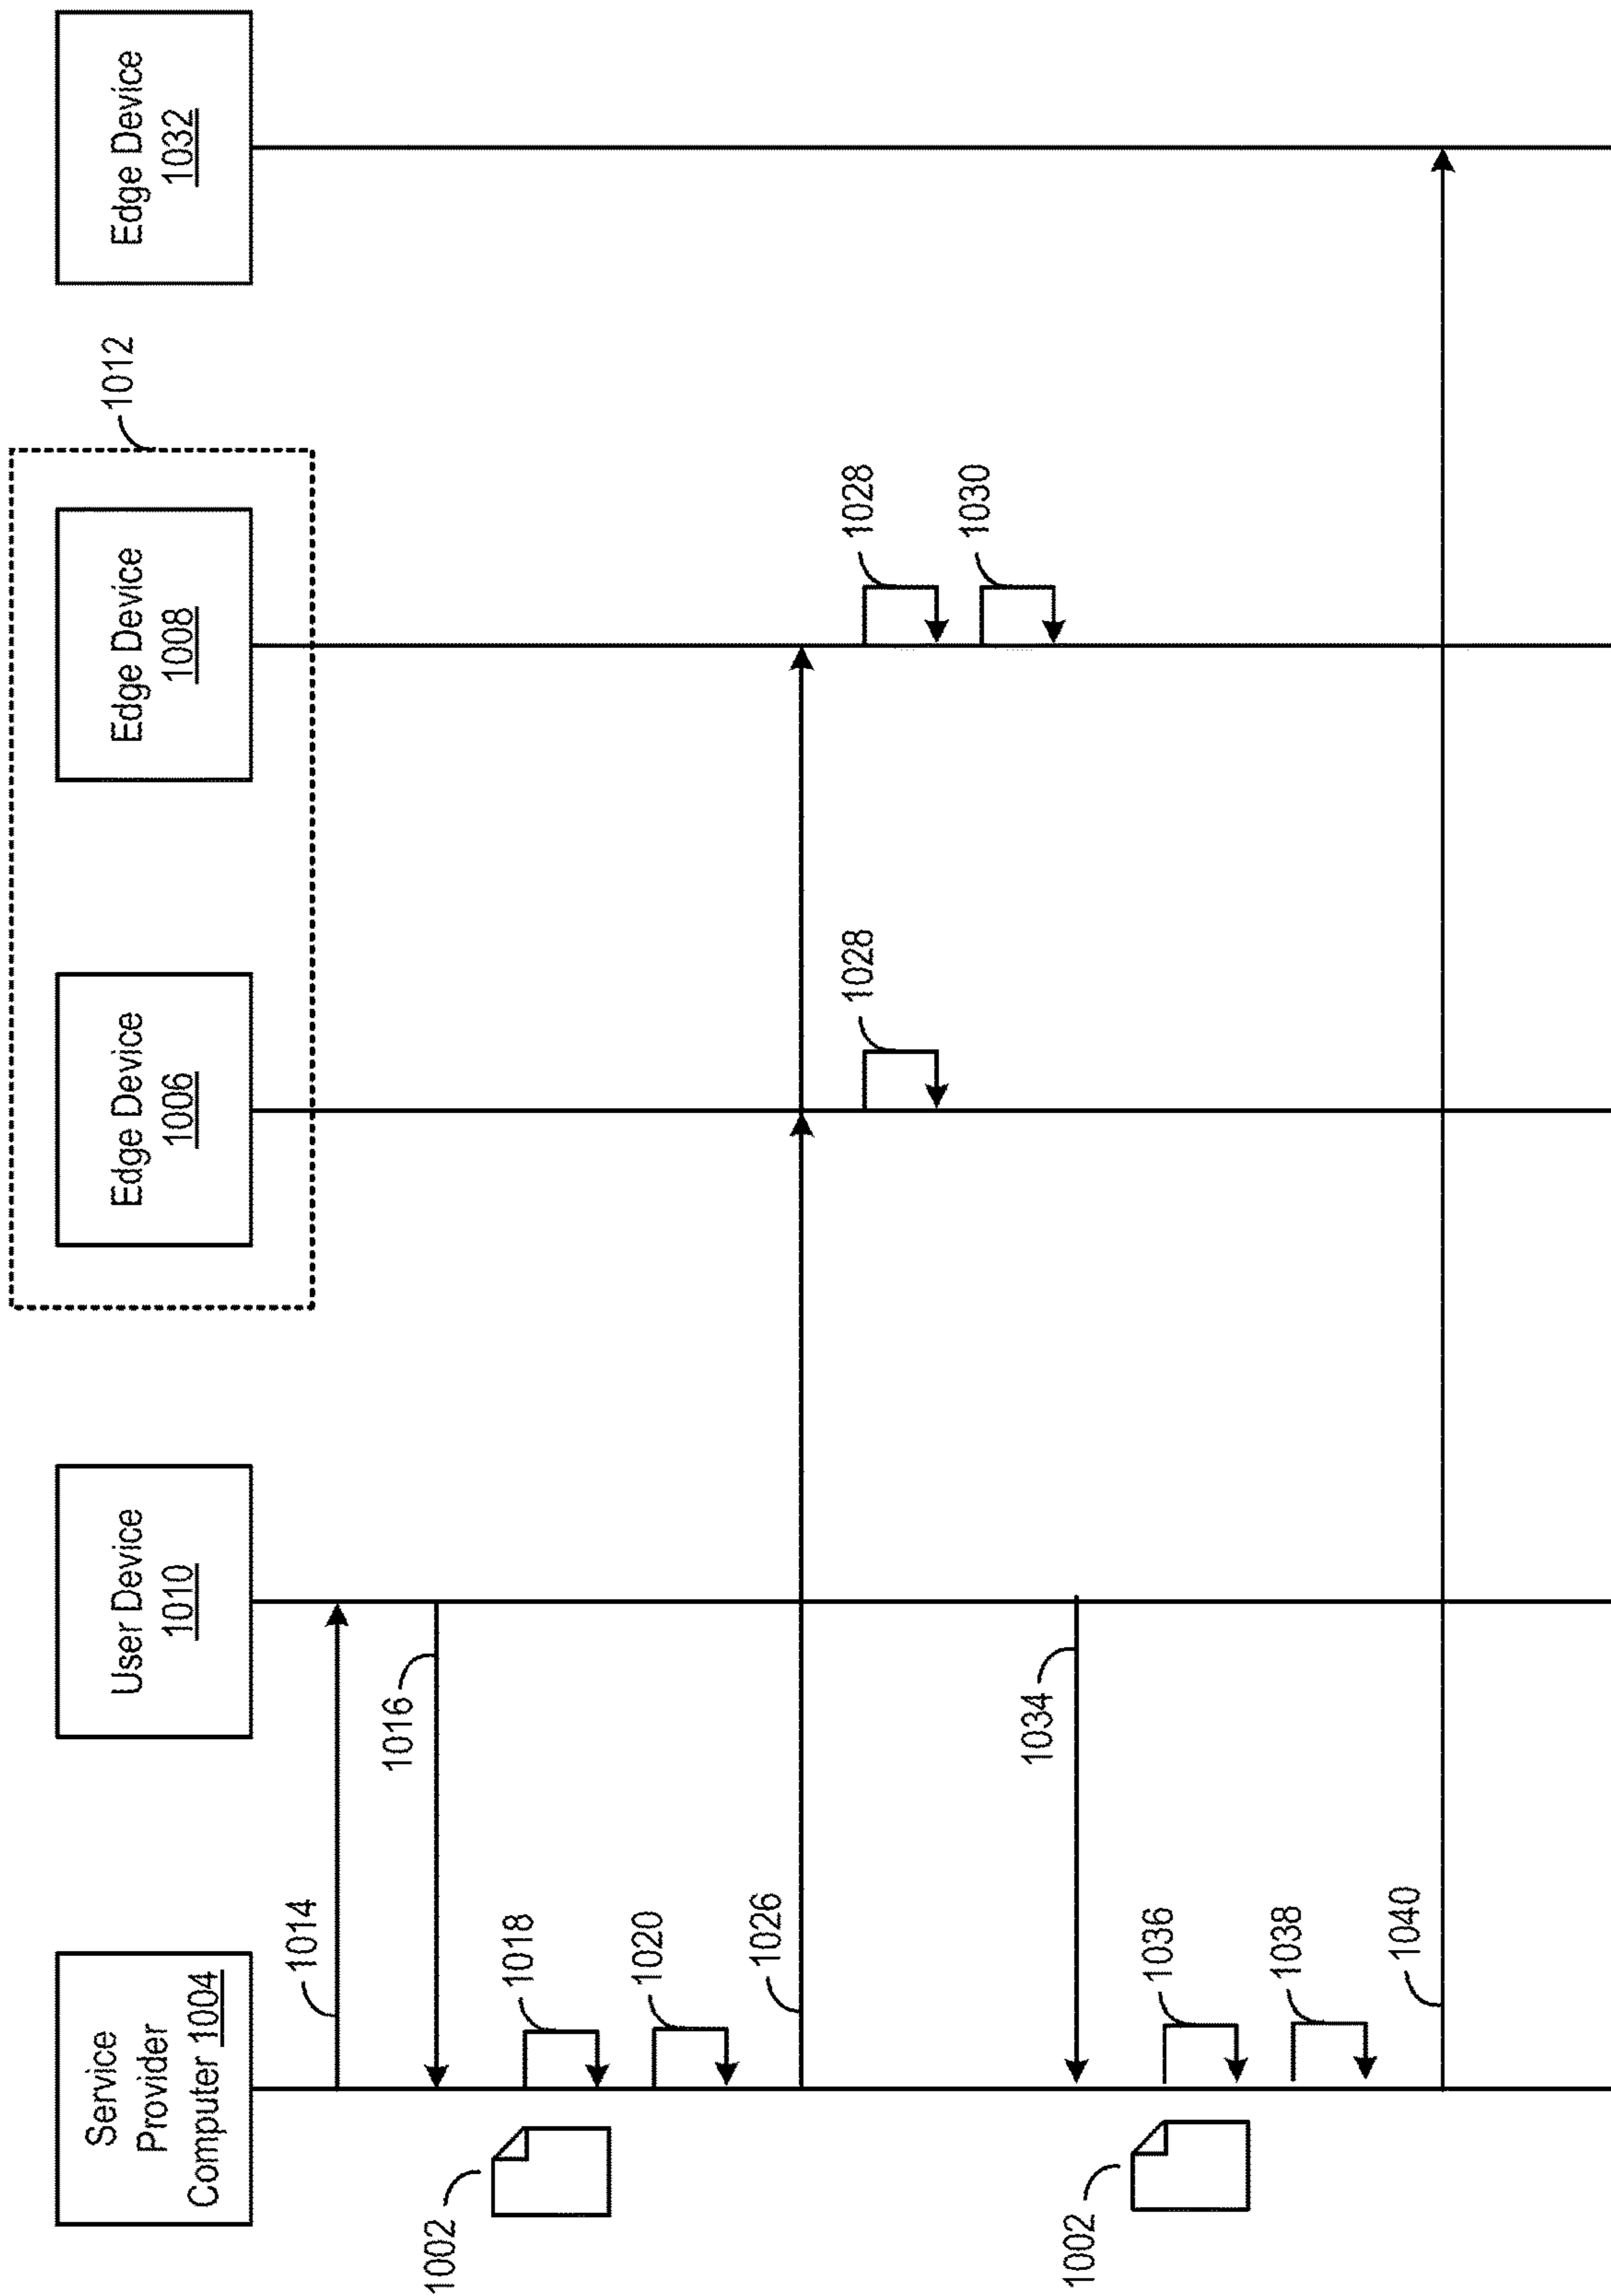 Service
Provider
Computer 1004
User Device
1010
Edge Device
1006
Edge Device
1008
Edge Device
1032
1012
1014
1016
1002
1018
1020
1026
1028
1028
1030
1034
1002
1036
1038
1040